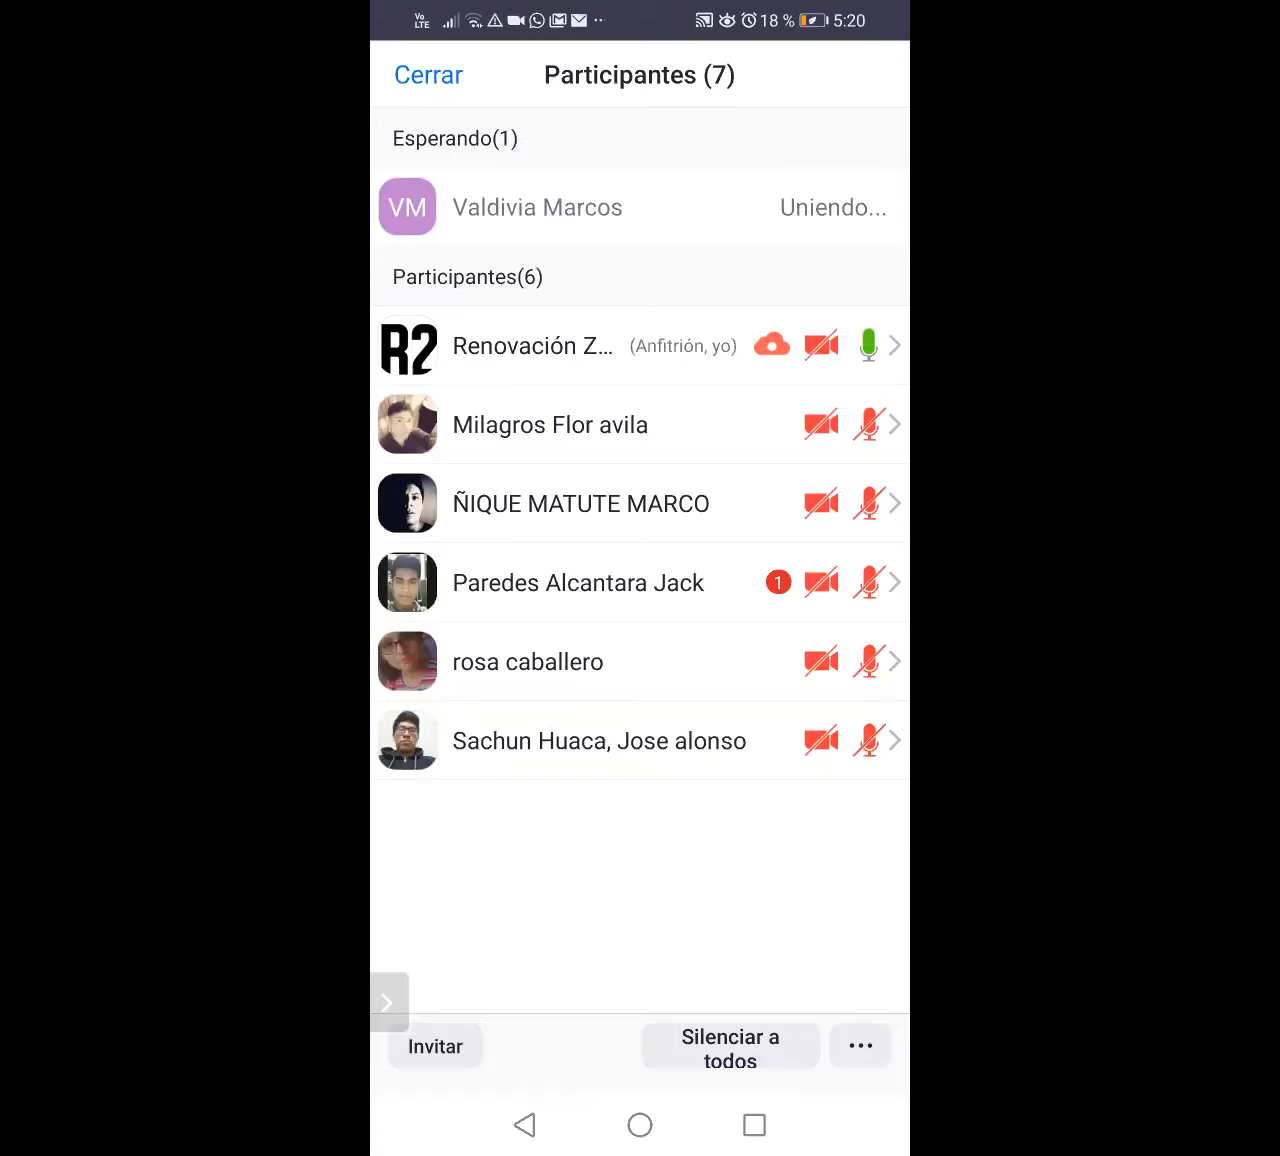 Vo LTE 18 % 5:20
Cerrar Participantes (7)
Esperando(1)
VM Valdivia Marcos Uniendo...
Participantes(6)
R2 Renovación Z... (Anfitrión, yo)
Milagros Flor avila
ÑIQUE MATUTE MARCO
Paredes Alcantara Jack 1
rosa caballero
Sachun Huaca, Jose alonso
Invitar Silenciar a todos ...